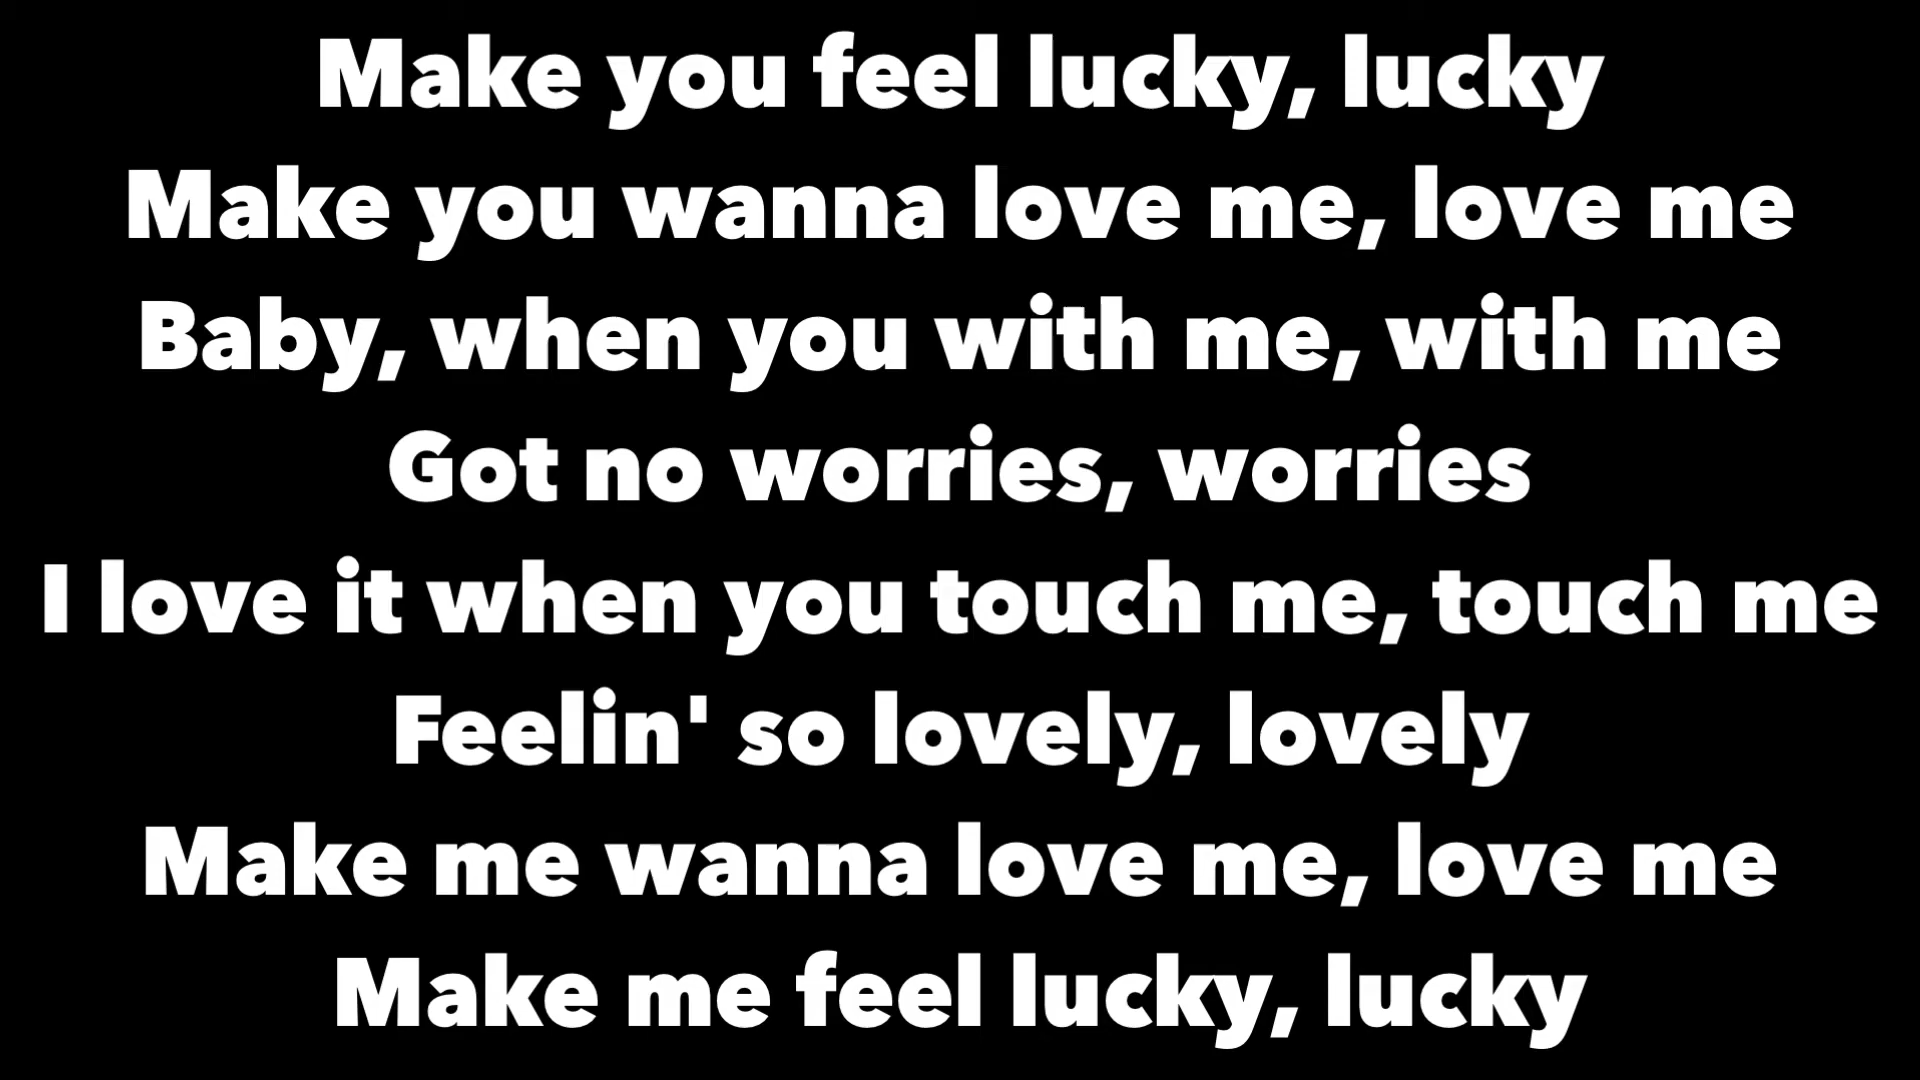 Make you feel lucky, lucky
Make you wanna love me, love me
Baby, when you with me, with me
Got no worries, worries
I love it when you touch me, touch me
Feelin' so lovely, lovely
Make me wanna love me, love me
Make me feel lucky, lucky